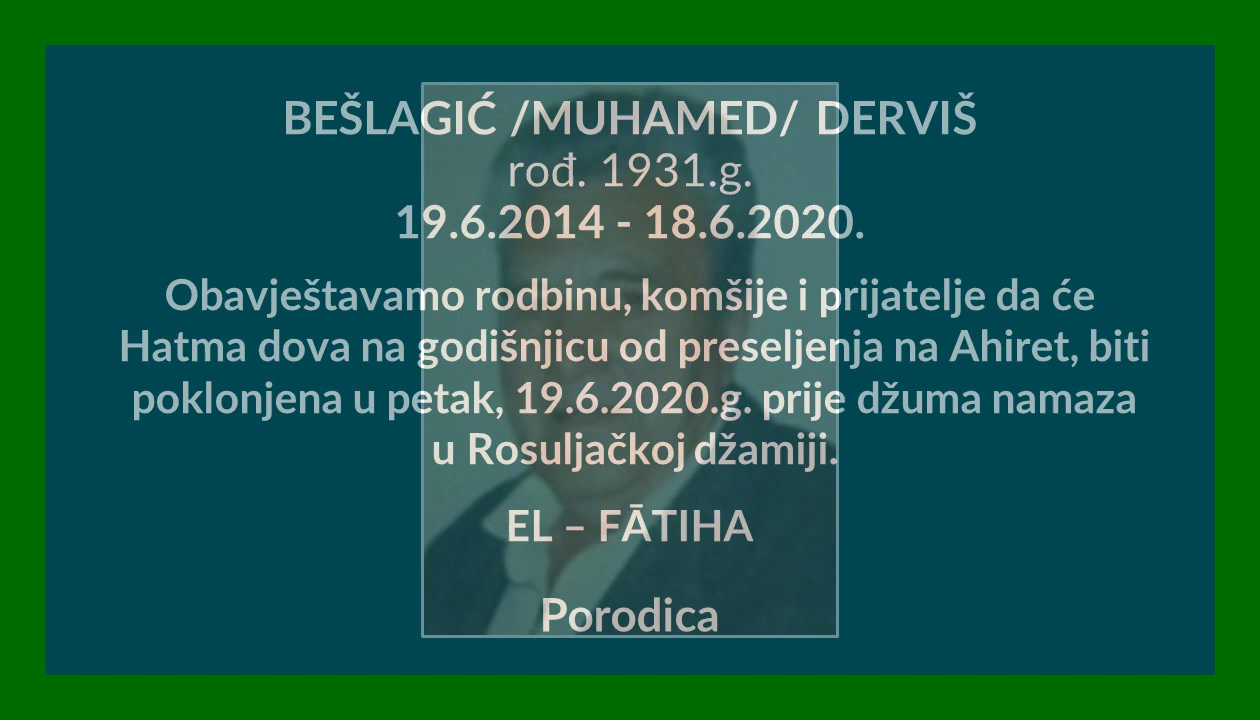 BEŠLAGIĆ /MUHAMED/ DERVIŠ
rođ. 1931.g.
19.6.2014 - 18.6.2020.
Obavještavamo rodbinu, komšije i prijatelje da će
Hatma dova na godišnjicu od preseljenja na Ahiret, biti
poklonjena u petak, 19.6.2020.g. prije džuma namaza
u Rosuljačkoj džamiji.
EL – FĀTIHA
Porodica